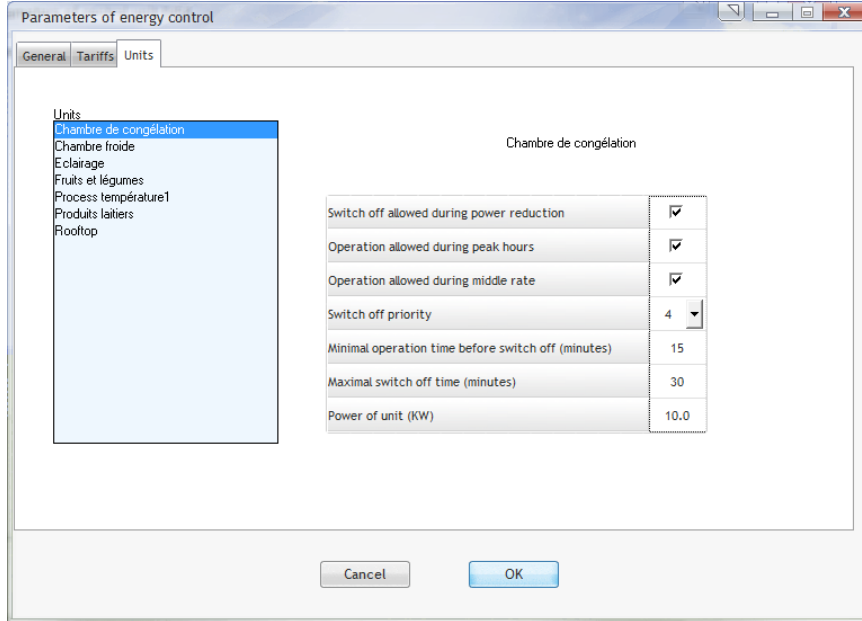 Parameters of energy control
General Tariffs Units
Units
Chambre de congélation
Chambre froide
Eclairage
Fruits et légumes
Process température1
Produits laitiers
Rooftop
Chambre de congélation
Switch off allowed during power reduction
Operation allowed during peak hours
Operation allowed during middle rate
Switch off priority 4
Minimal operation time before switch off (minutes) 15
Maximal switch off time (minutes) 30
Power of unit (KW) 10.0
Cancel OK